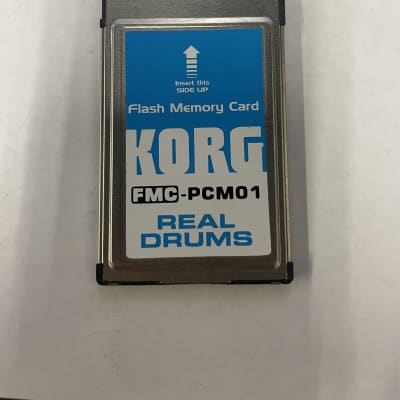 Insert this
SIDE UP
Flash Memory Card
KORG
FMC-PCM01
REAL
DRUMS